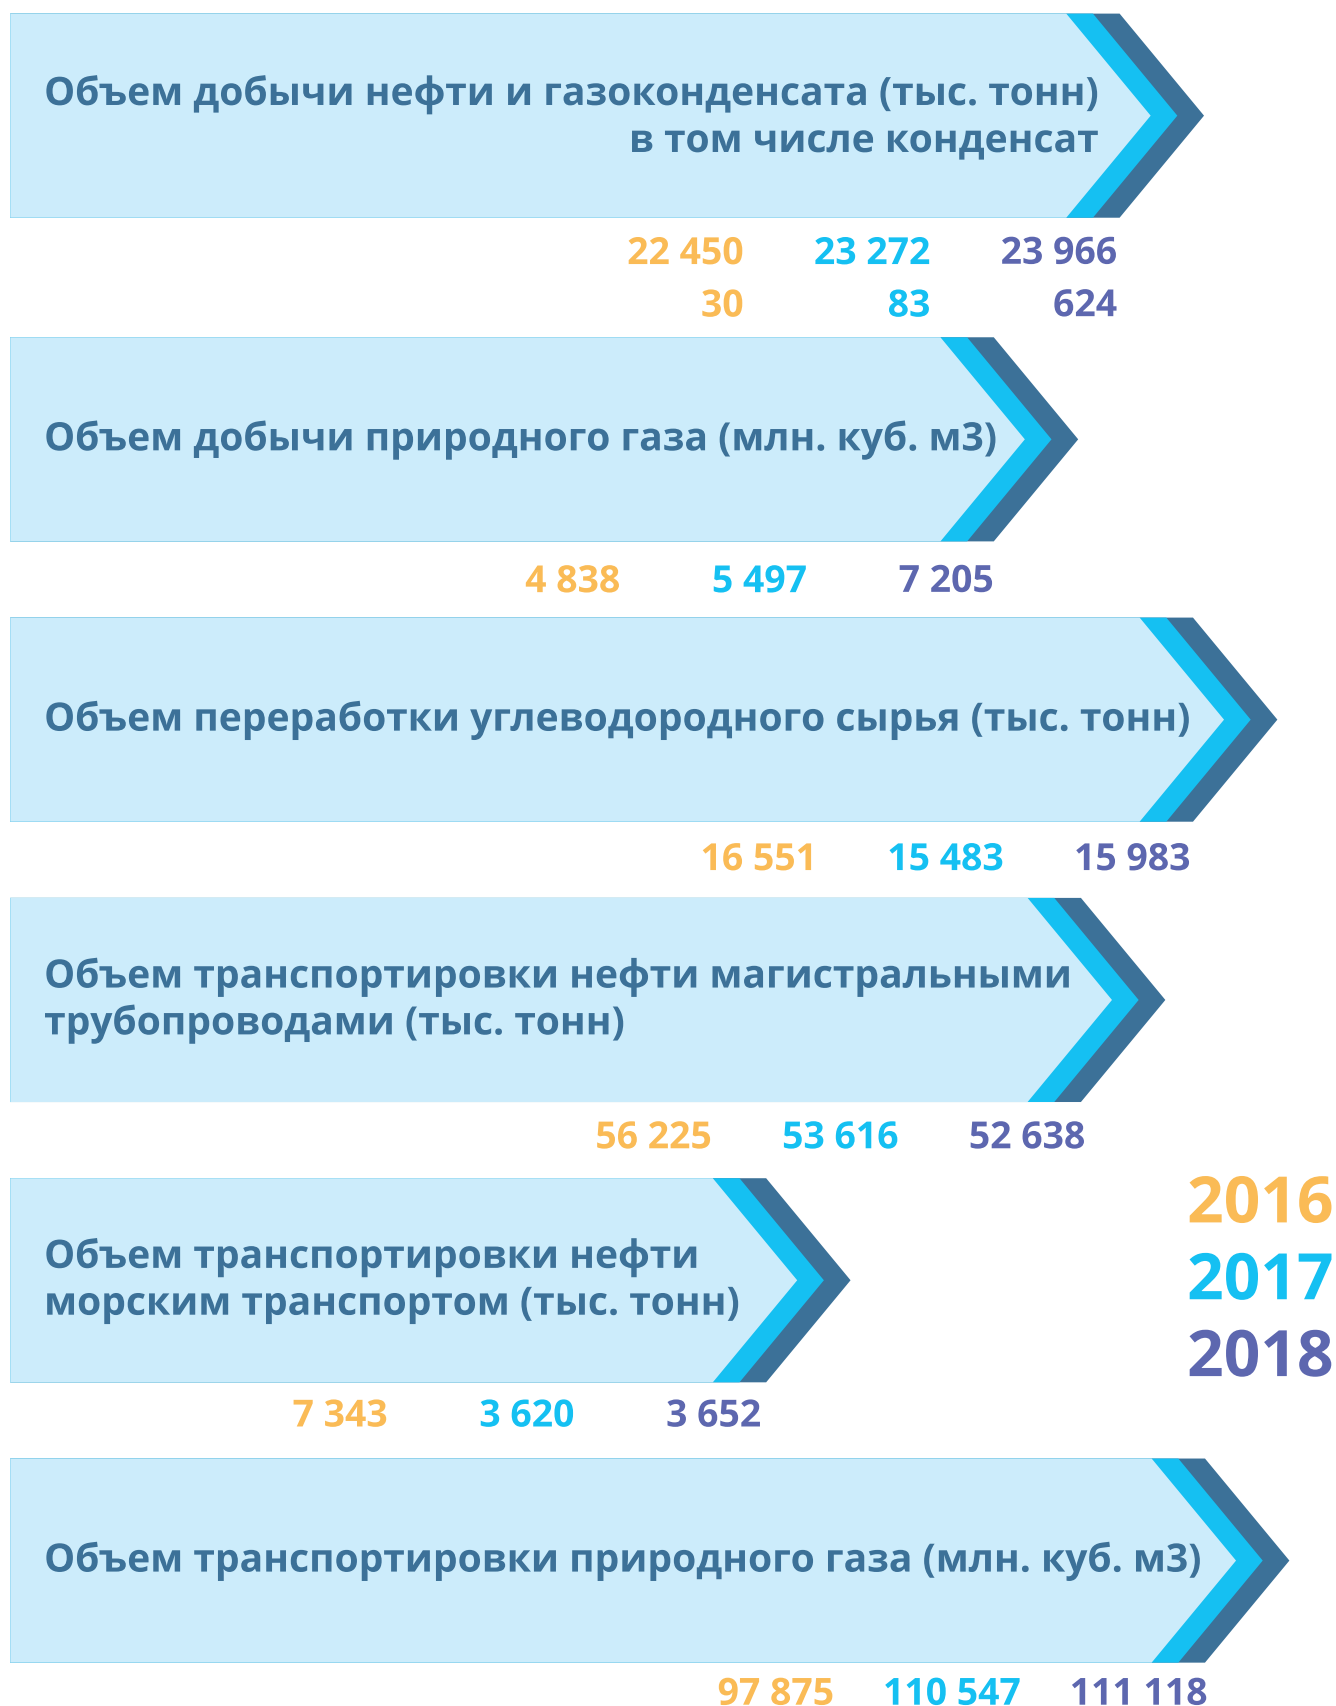 Объем добычи нефти и газоконденсата (тыс. тонн)
в том числе конденсат
22 450 23 272 23 966
30 83 624
Объем добычи природного газа (млн. куб. м3)
4 838 5 497 7 205
Объем переработки углеводородного сырья (тыс. тонн)
16 551 15 483 15 983
Объем транспортировки нефти магистральными
трубопроводами (тыс. тонн)
56 225 53 616 52 638
Объем транспортировки нефти
морским транспортом (тыс. тонн)
7 343 3 620 3 652
2016
2017
2018
Объем транспортировки природного газа (млн. куб. м3)
97 875 110 547 111 118